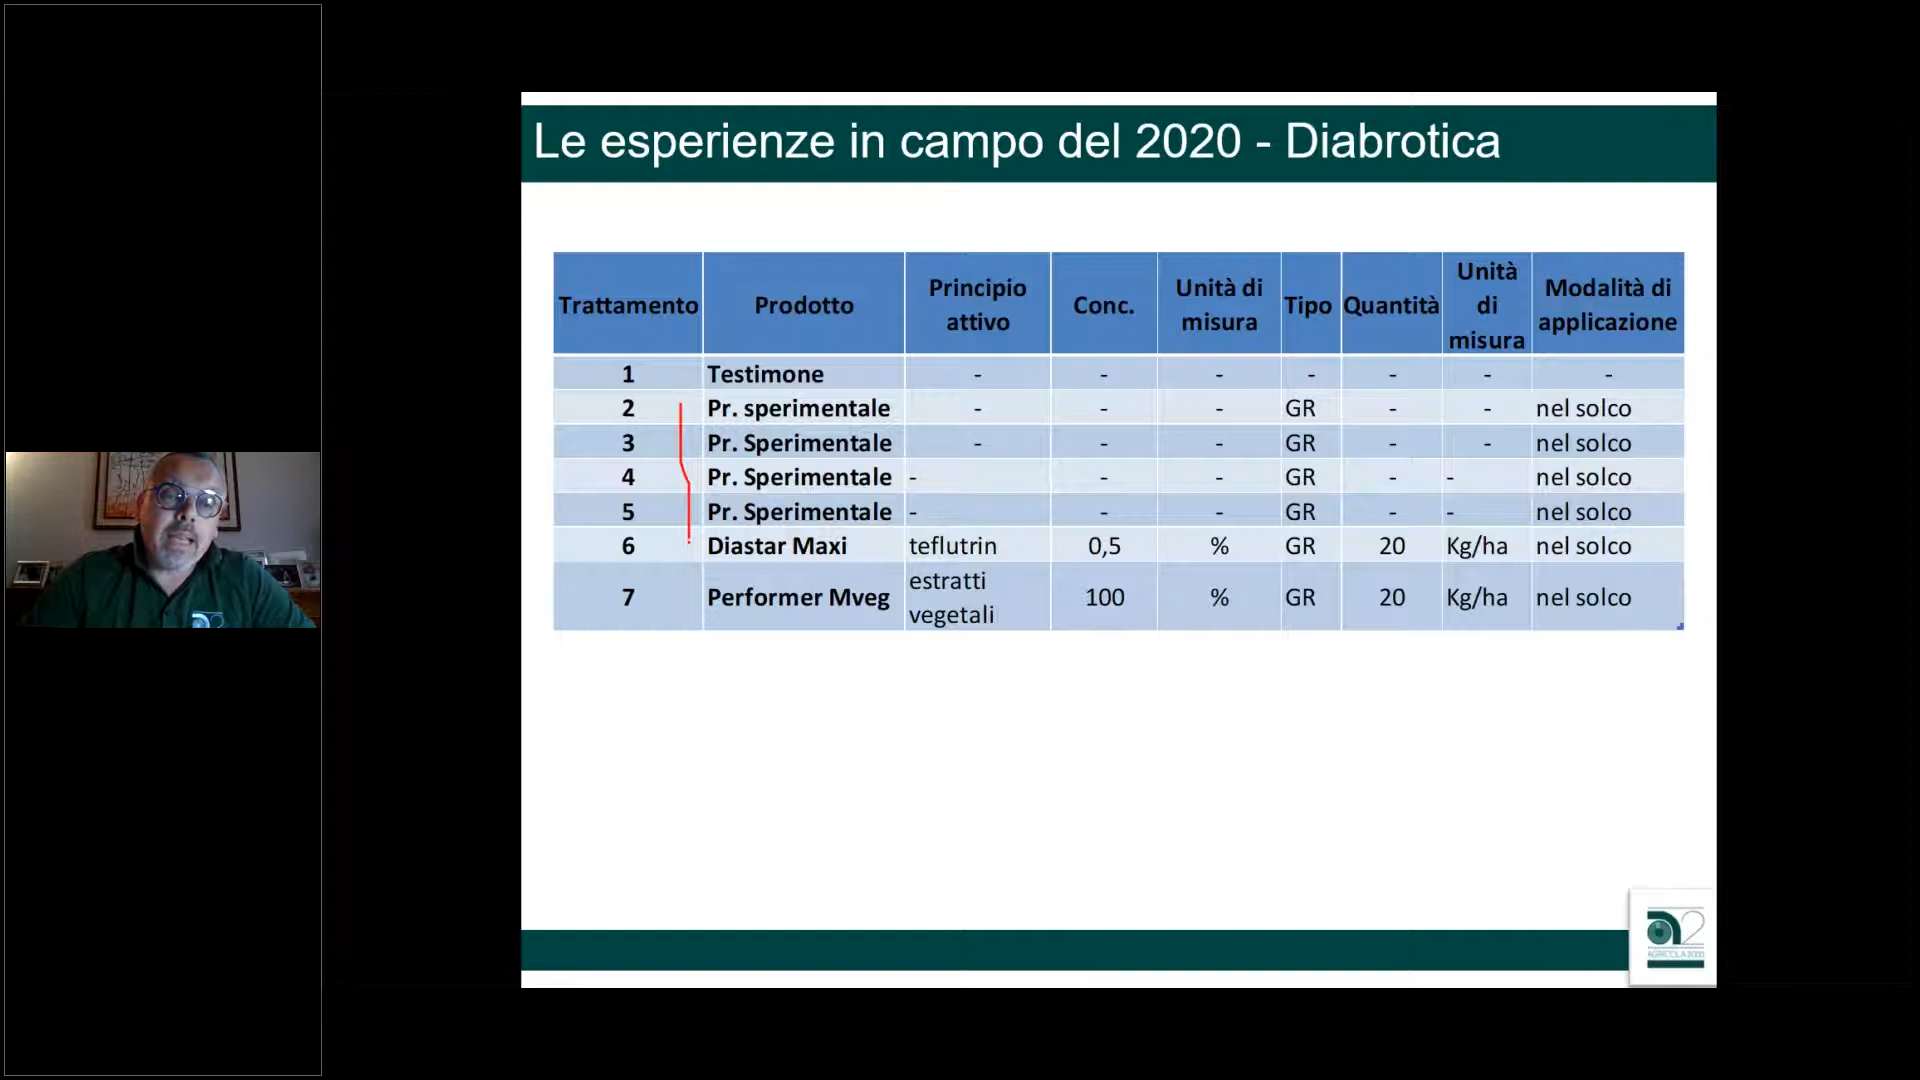 Le esperienze in campo del 2020 - Diabrotica
Trattamento Prodotto Principio attivo Conc. Unità di misura Tipo Quantità Unità di misura Modalità di applicazione
1 Testimone - - - - - - -
2 Pr. sperimentale - - - GR - - nel solco
3 Pr. Sperimentale - - - GR - - nel solco
4 Pr. Sperimentale - - - GR - - nel solco
5 Pr. Sperimentale - - - GR - - nel solco
6 Diastar Maxi teflutrin 0,5 % GR 20 Kg/ha nel solco
7 Performer Mveg estratti vegetali 100 % GR 20 Kg/ha nel solco
AGRICOLA 2000